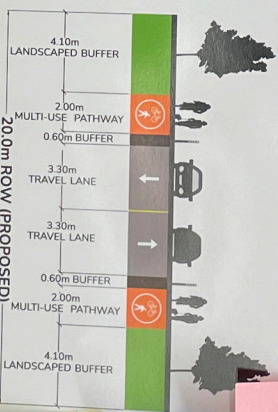 4.10m
LANDSCAPED BUFFER
2.00m
MULTI-USE PATHWAY
0.60m BUFFER
3.30m
TRAVEL LANE
3.30m
TRAVEL LANE
0.60m BUFFER
2.00m
MULTI-USE PATHWAY
4.10m
LANDSCAPED BUFFER
20.0m ROW (PROPOSED)